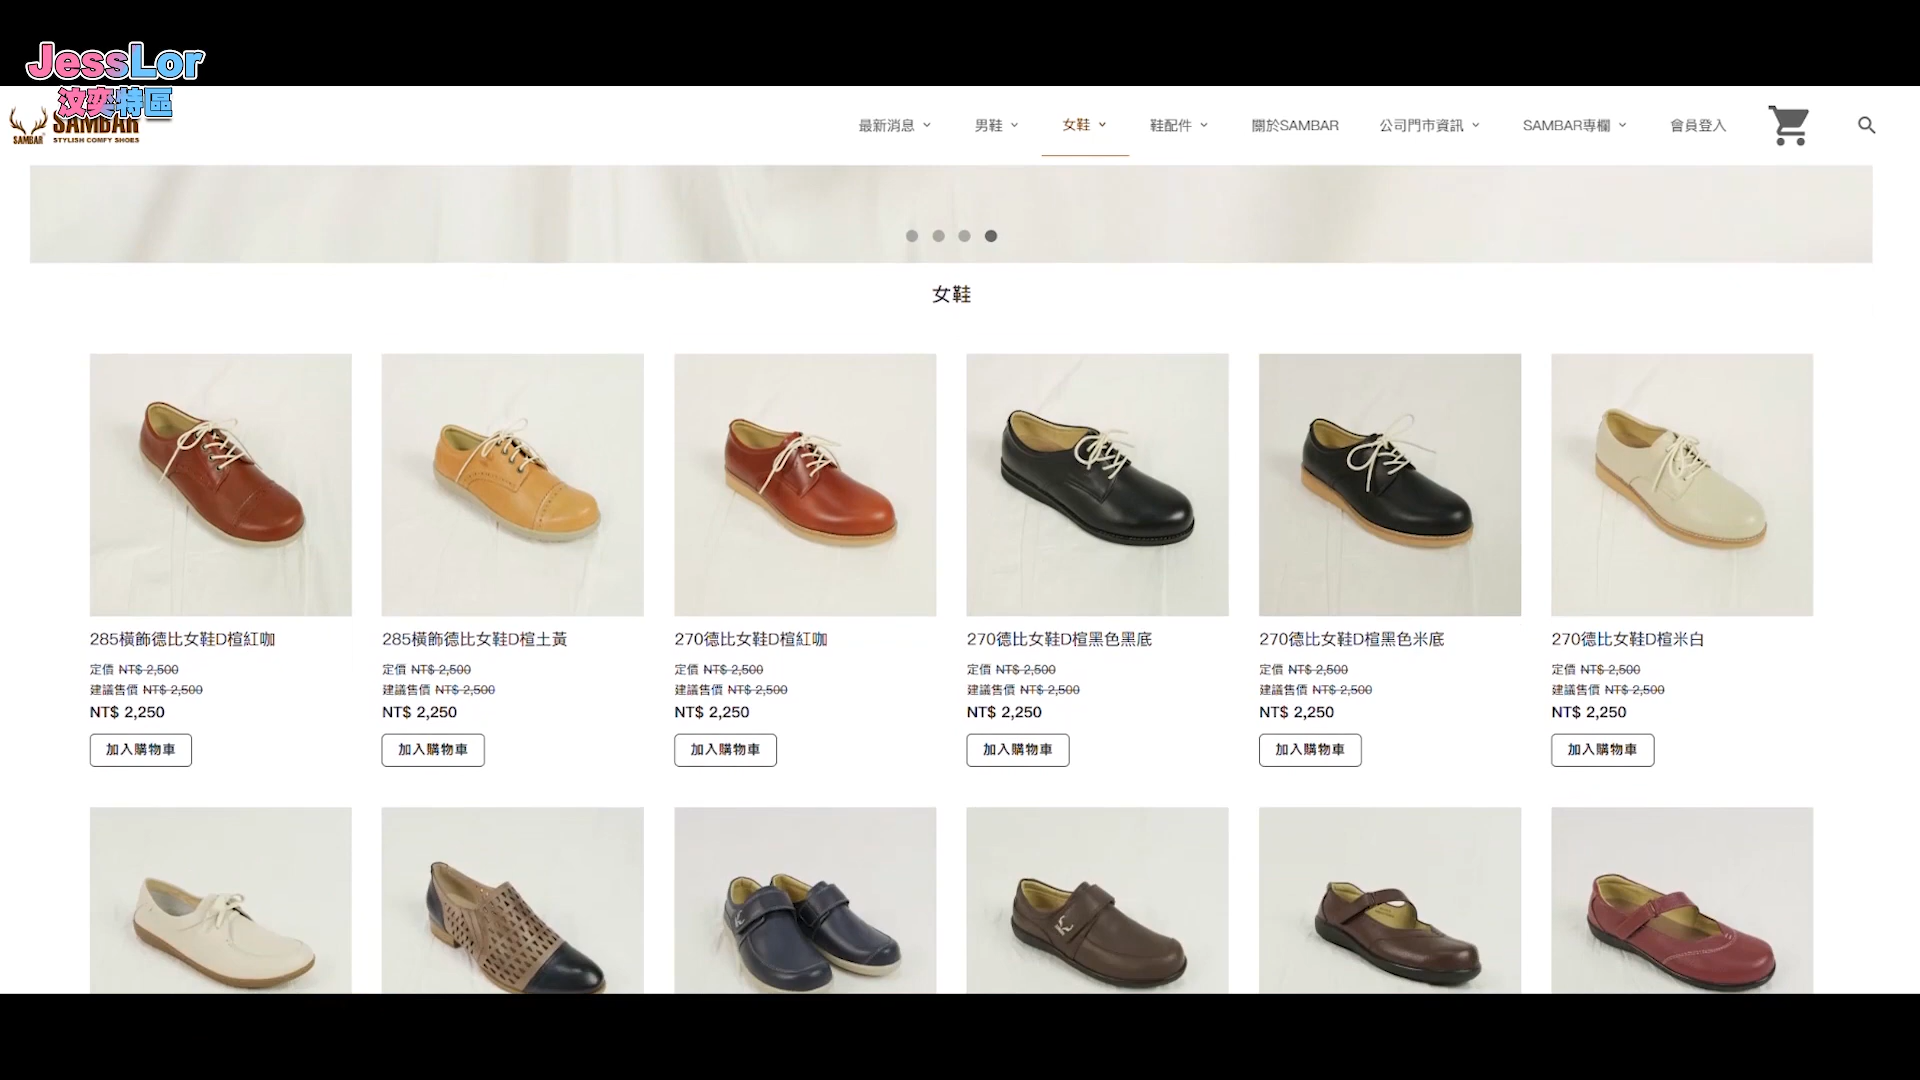 JessLor
汶奕特區
SAMBAR
SAMBAR
STYLISH COMFY SHOES
最新消息
男鞋
女鞋
鞋配件
關於SAMBAR
公司門市資訊
SAMBAR專欄
會員登入
女鞋
285橫飾德比女鞋D楦紅咖
定價 NT$ 2,500
建議售價 NT$ 2,500
NT$ 2,250
加入購物車
285橫飾德比女鞋D楦土黃
定價 NT$ 2,500
建議售價 NT$ 2,500
NT$ 2,250
加入購物車
270德比女鞋D楦紅咖
定價 NT$ 2,500
建議售價 NT$ 2,500
NT$ 2,250
加入購物車
270德比女鞋D楦黑色黑底
定價 NT$ 2,500
建議售價 NT$ 2,500
NT$ 2,250
加入購物車
270德比女鞋D楦黑色米底
定價 NT$ 2,500
建議售價 NT$ 2,500
NT$ 2,250
加入購物車
270德比女鞋D楦米白
定價 NT$ 2,500
建議售價 NT$ 2,500
NT$ 2,250
加入購物車